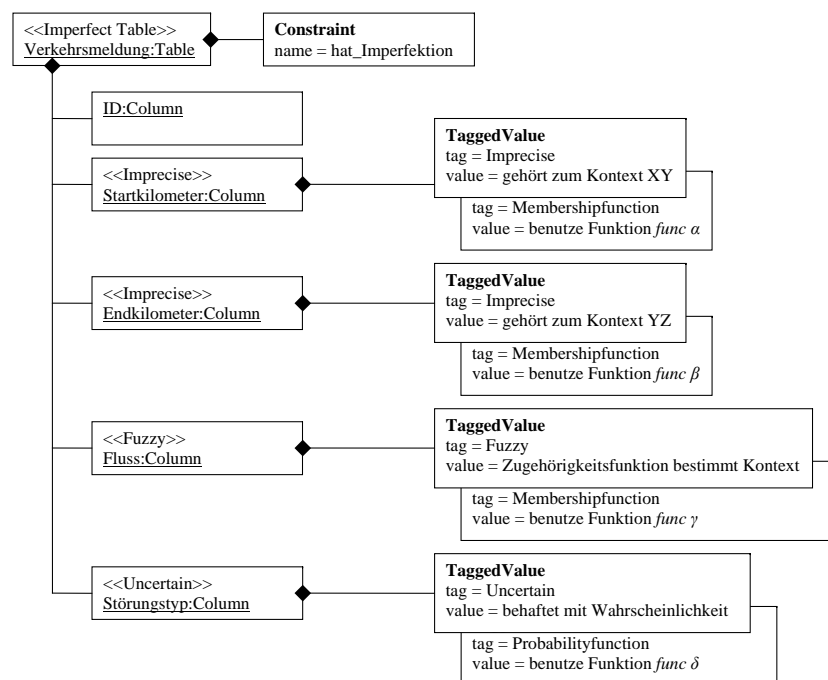 <<Imperfect Table>>
Verkehrsmeldung:Table
Constraint
name = hat_Imperfektion
ID:Column
<<Imprecise>>
Startkilometer:Column
TaggedValue
tag = Imprecise
value = gehört zum Kontext XY
tag = Membershipfunction
value = benutze Funktion func α
<<Imprecise>>
Endkilometer:Column
TaggedValue
tag = Imprecise
value = gehört zum Kontext YZ
tag = Membershipfunction
value = benutze Funktion func β
<<Fuzzy>>
Fluss:Column
TaggedValue
tag = Fuzzy
value = Zugehörigkeitsfunktion bestimmt Kontext
tag = Membershipfunction
value = benutze Funktion func γ
<<Uncertain>>
Störungstyp:Column
TaggedValue
tag = Uncertain
value = behaftet mit Wahrscheinlichkeit
tag = Probabilityfunction
value = benutze Funktion func δ